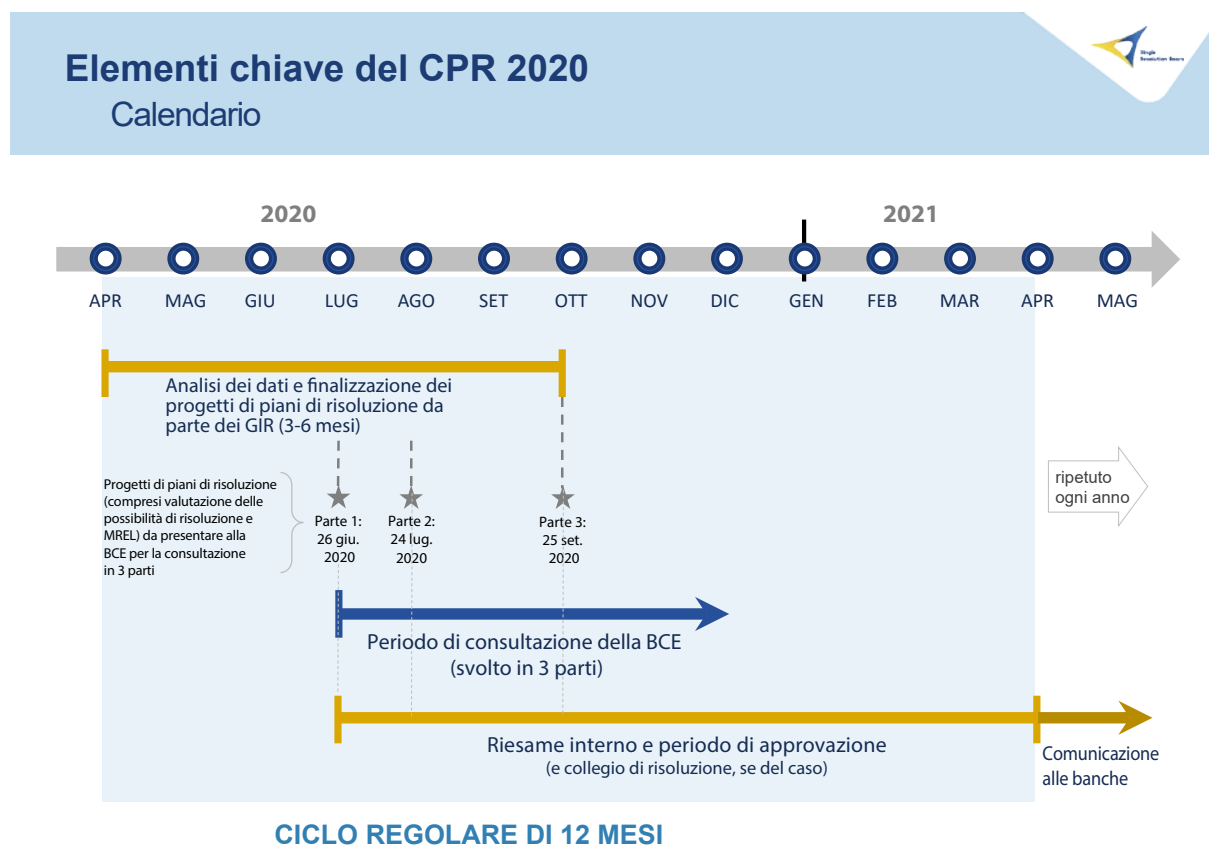 Elementi chiave del CPR 2020
Calendario
Single
Resolution Board
2020
2021
APR
MAG
GIU
LUG
AGO
SET
OTT
NOV
DIC
GEN
FEB
MAR
APR
MAG
Analisi dei dati e finalizzazione dei
progetti di piani di risoluzione da
parte dei GIR (3-6 mesi)
Progetti di piani di risoluzione
(compresi valutazione delle
possibilità di risoluzione e
MREL) da presentare alla
BCE per la consultazione
in 3 parti
Parte 1:
26 giu.
2020
Parte 2:
24 lug.
2020
Parte 3:
25 set.
2020
ripetuto
ogni anno
Periodo di consultazione della BCE
(svolto in 3 parti)
Riesame interno e periodo di approvazione
(e collegio di risoluzione, se del caso)
Comunicazione
alle banche
CICLO REGOLARE DI 12 MESI